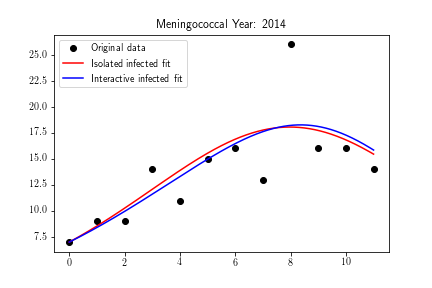 Meningococcal Year: 2014
Original data
Isolated infected fit
Interactive infected fit
25.0
22.5
20.0
17.5
15.0
12.5
10.0
7.5
0 2 4 6 8 10